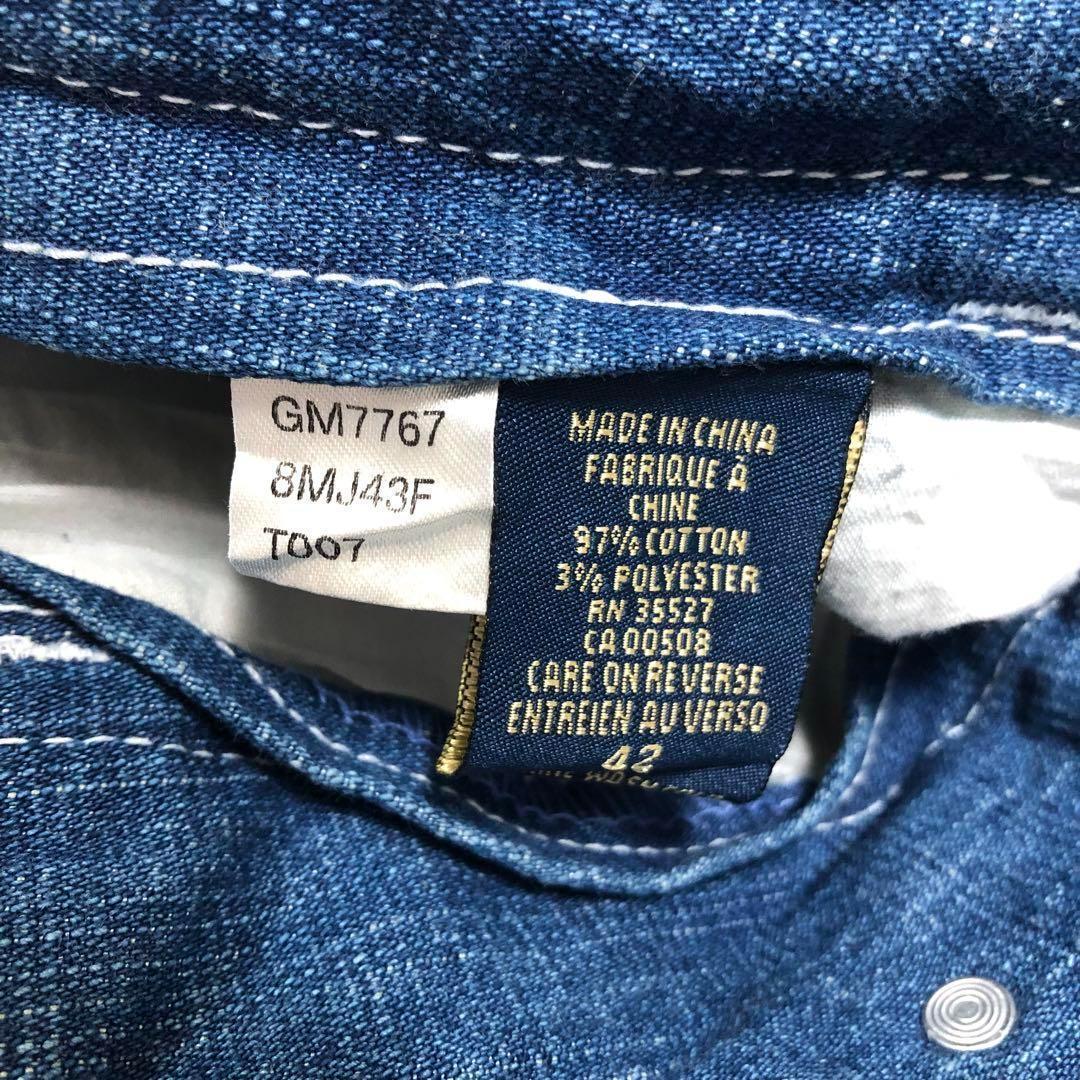 GM7767
8MJ43F
T007
MADE IN CHINA
FABRIQUE À
CHINE
97% COTTON
3% POLYESTER
RN 35527
CA 00508
CARE ON REVERSE
ENTREIEN AU VERSO
42